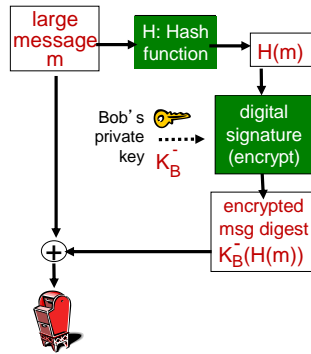 large
message
m
H: Hash
function
H(m)
Bob's
private
key
K_B^-
digital
signature
(encrypt)
encrypted
msg digest
K_B^-(H(m))
+